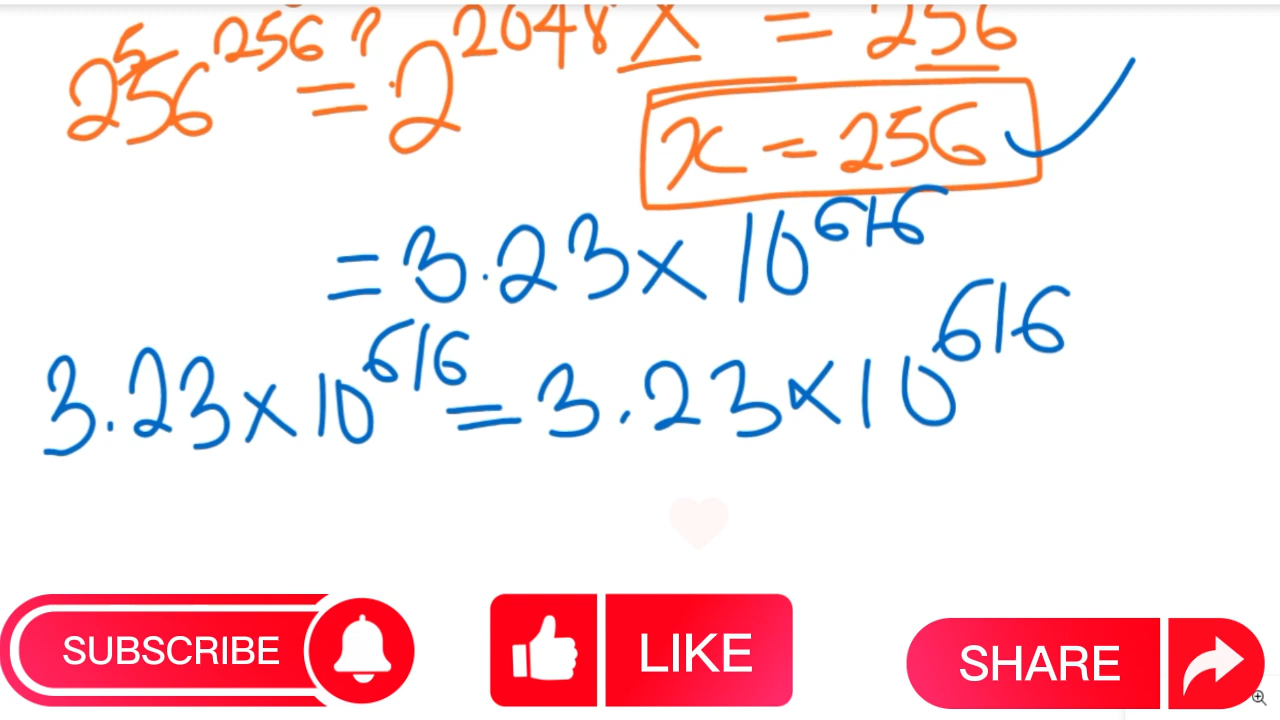 256^256 ?= 2^2048 x = 256
x = 256
= 3.23 × 10^616
3.23 × 10^616 = 3.23 × 10^616
SUBSCRIBE LIKE SHARE